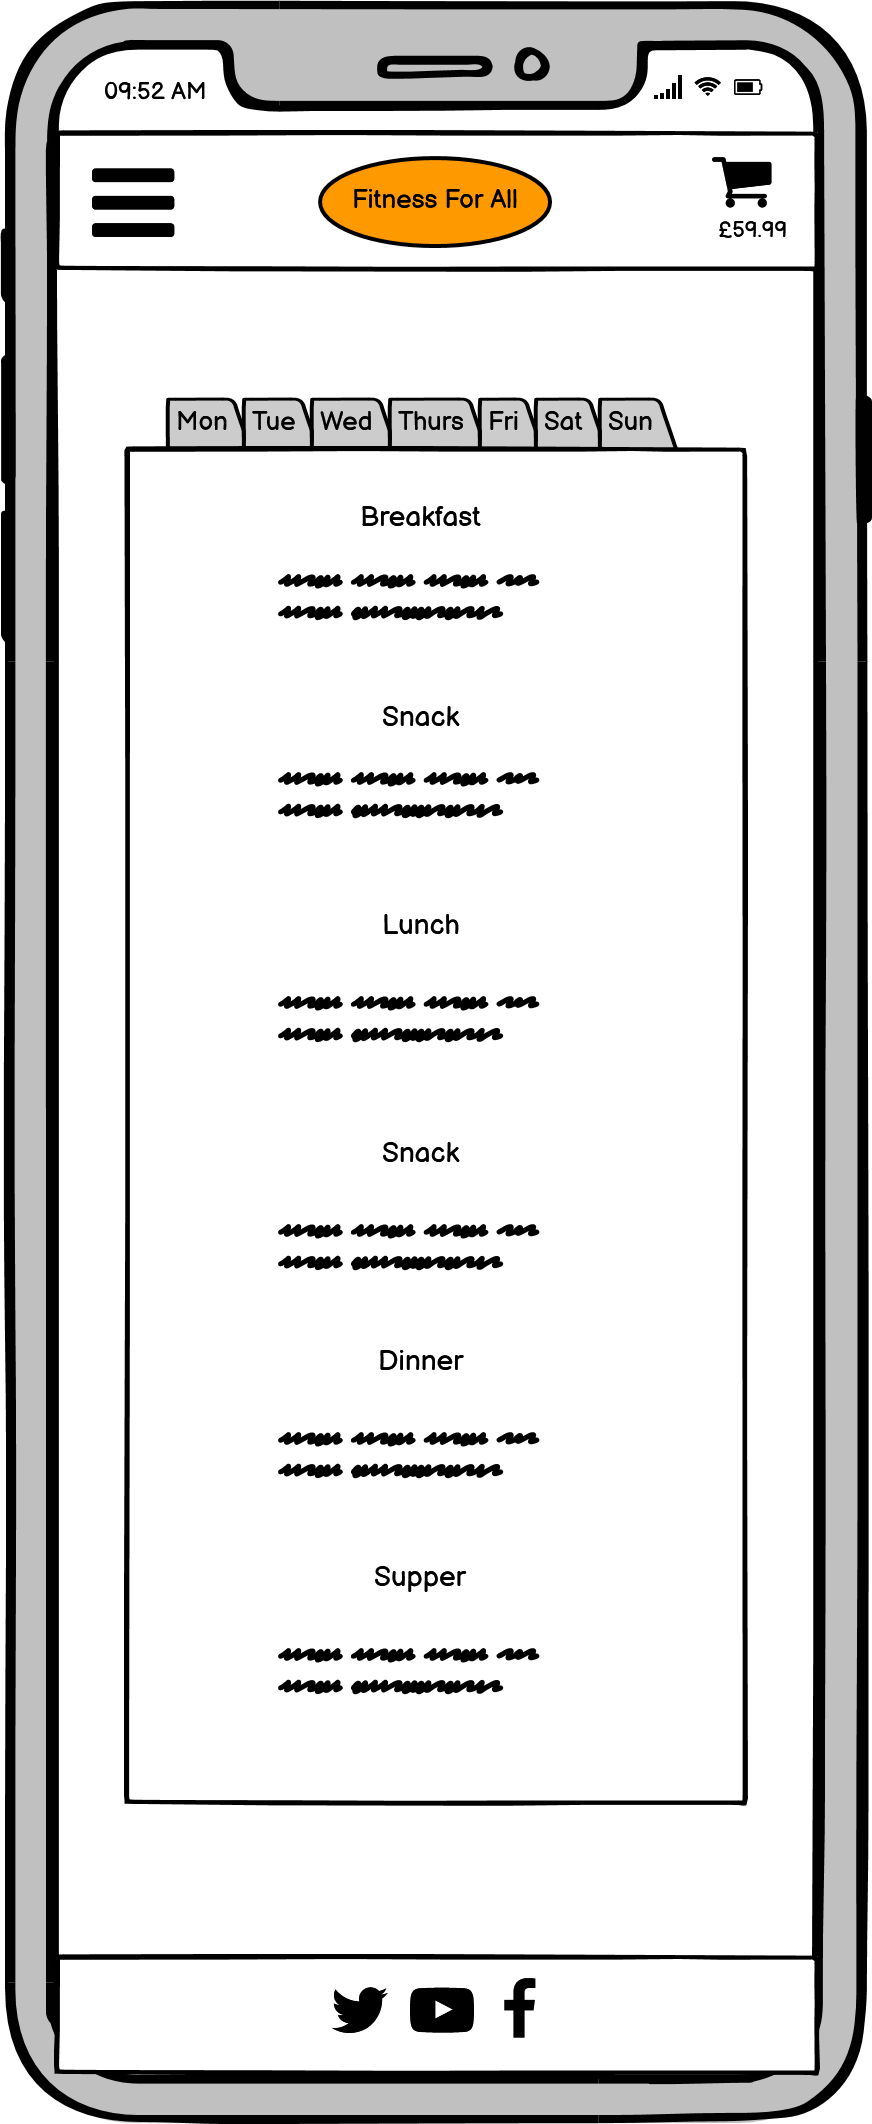 09:52 AM
Fitness For All
£59.99
Mon Tue Wed Thurs Fri Sat Sun
Breakfast
Snack
Lunch
Snack
Dinner
Supper